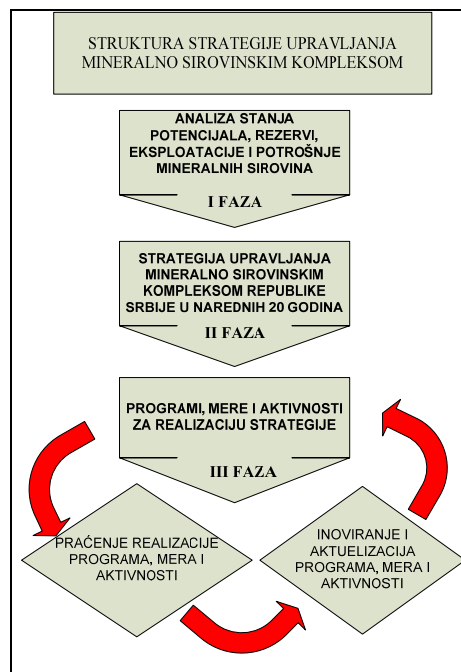 STRUKTURA STRATEGIJE UPRAVLJANJA
MINERALNO SIROVINSKIM KOMPLEKSOM
ANALIZA STANJA
POTENCIJALA, REZERVI,
EKSPLOATACIJE I POTROŠNJE
MINERALNIH SIROVINA
I FAZA
STRATEGIJA UPRAVLJANJA
MINERALNO SIROVINSKIM
KOMPLEKSOM REPUBLIKE
SRBIJE U NAREDNIH 20 GODINA
II FAZA
PROGRAMI, MERE I AKTIVNOSTI
ZA REALIZACIJU STRATEGIJE
III FAZA
PRAĆENJE REALIZACIJE
PROGRAMA, MERA I
AKTIVNOSTI
INOVIRANJE I
AKTUELIZACIJA
PROGRAMA, MERA I
AKTIVNOSTI